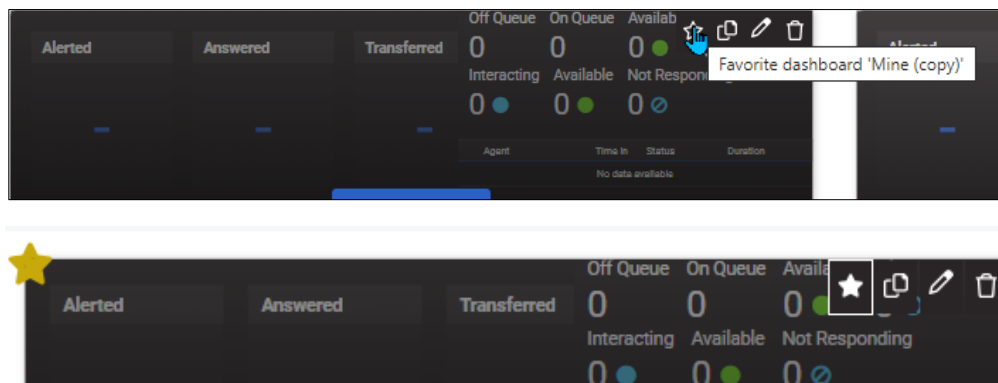 Off Queue On Queue Availab
Alerted Answered Transferred 0 0 0
Favorite dashboard 'Mine (copy)'
Interacting Available Not Respon
0 0 0
Agent Time In Status Duration
No data available
Off Queue On Queue Availa
Alerted Answered Transferred 0 0 0
Interacting Available Not Responding
0 0 0